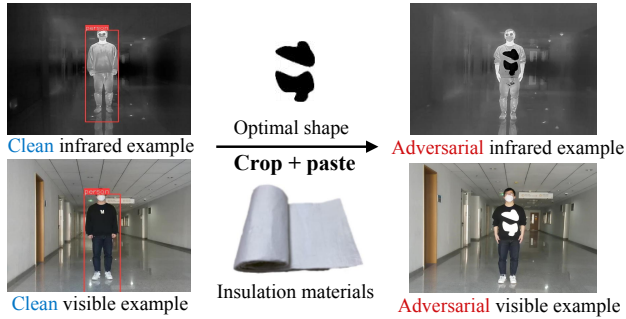 person
Optimal shape
Clean infrared example
Adversarial infrared example
Crop + paste
person
Insulation materials
Clean visible example
Adversarial visible example